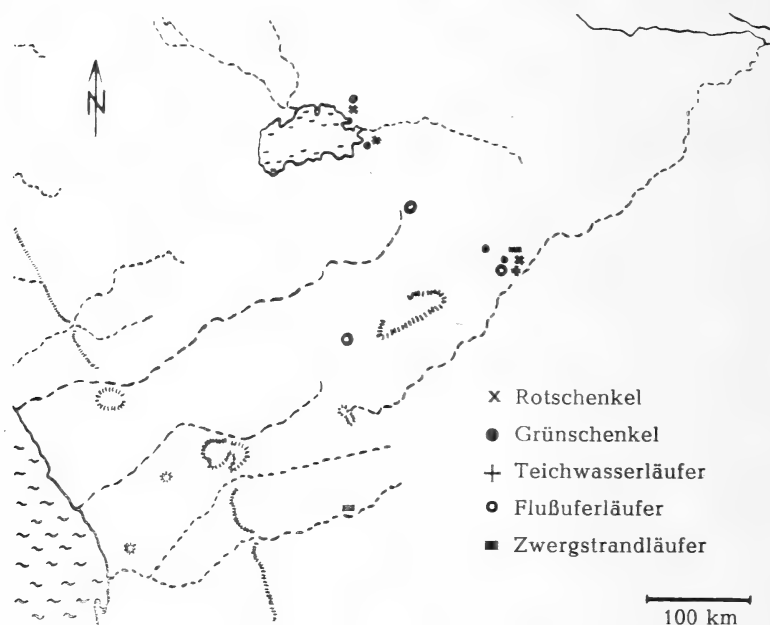 N
Rotschenkel
Grünschenkel
Teichwasserläufer
Flußuferläufer
Zwergstrandläufer
100 km